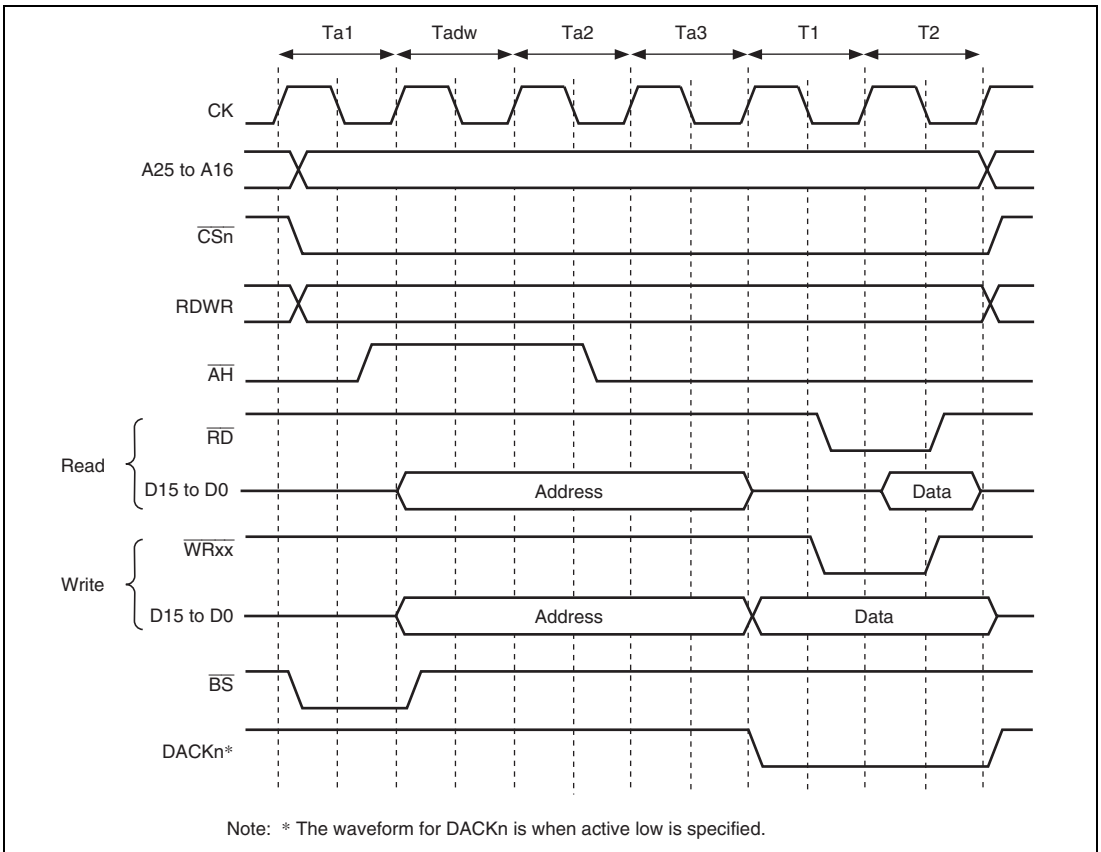 Ta1 Tadw Ta2 Ta3 T1 T2
CK
A25 to A16
CSn
RDWR
AH
RD
Read
D15 to D0 Address Data
WRxx
Write
D15 to D0 Address Data
BS
DACKn*
Note: * The waveform for DACKn is when active low is specified.